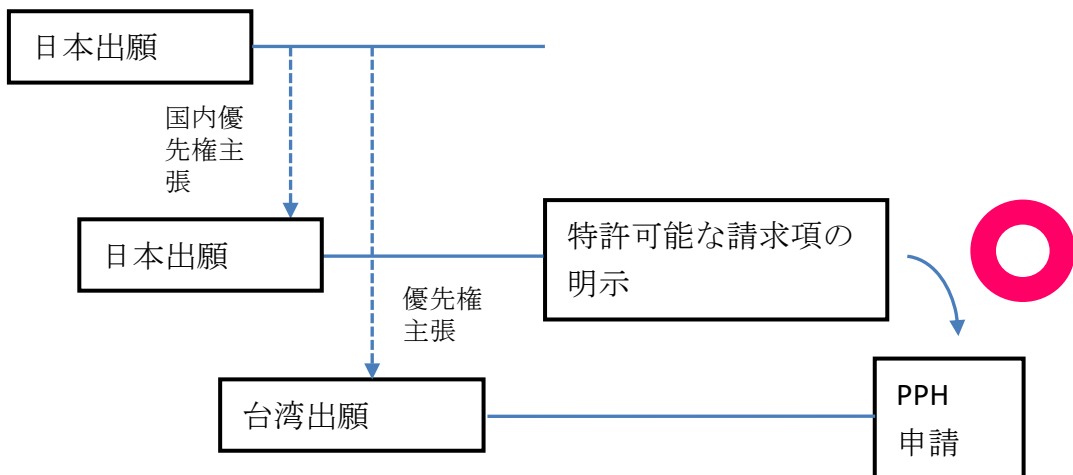 日本出願
国内優
先権主
張
日本出願
特許可能な請求項の
明示
優先権
主張
台湾出願
PPH
申請